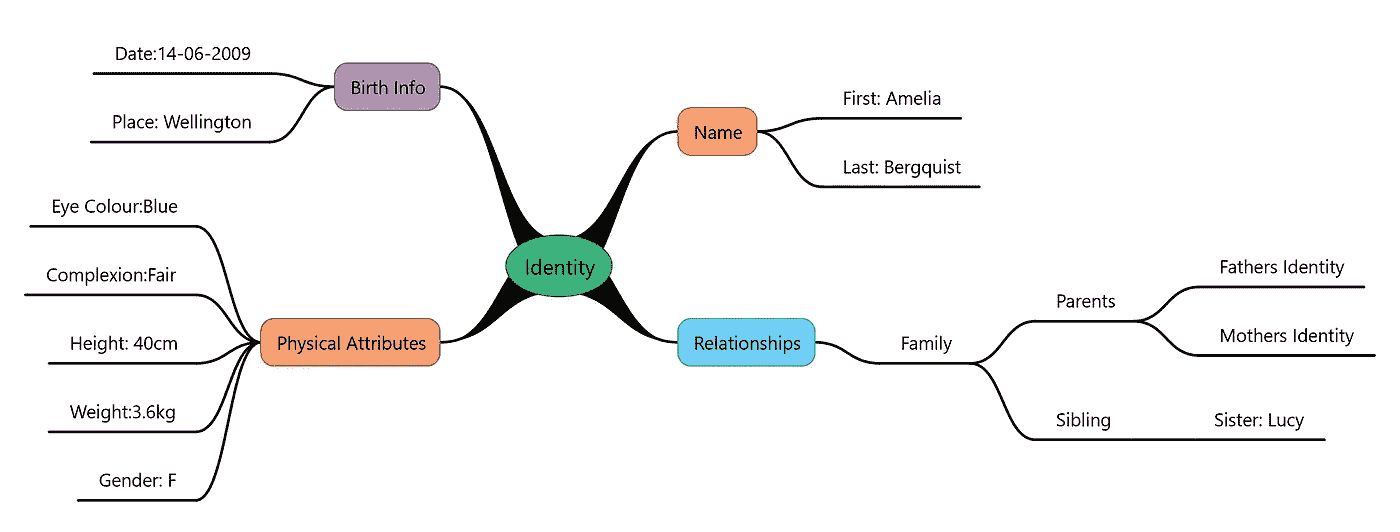 Date:14-06-2009
Birth Info
Place: Wellington
First: Amelia
Name
Last: Bergquist
Eye Colour:Blue
Complexion:Fair
Height: 40cm
Physical Attributes
Weight:3.6kg
Gender: F
Identity
Relationships
Family
Parents
Fathers Identity
Mothers Identity
Sibling
Sister: Lucy